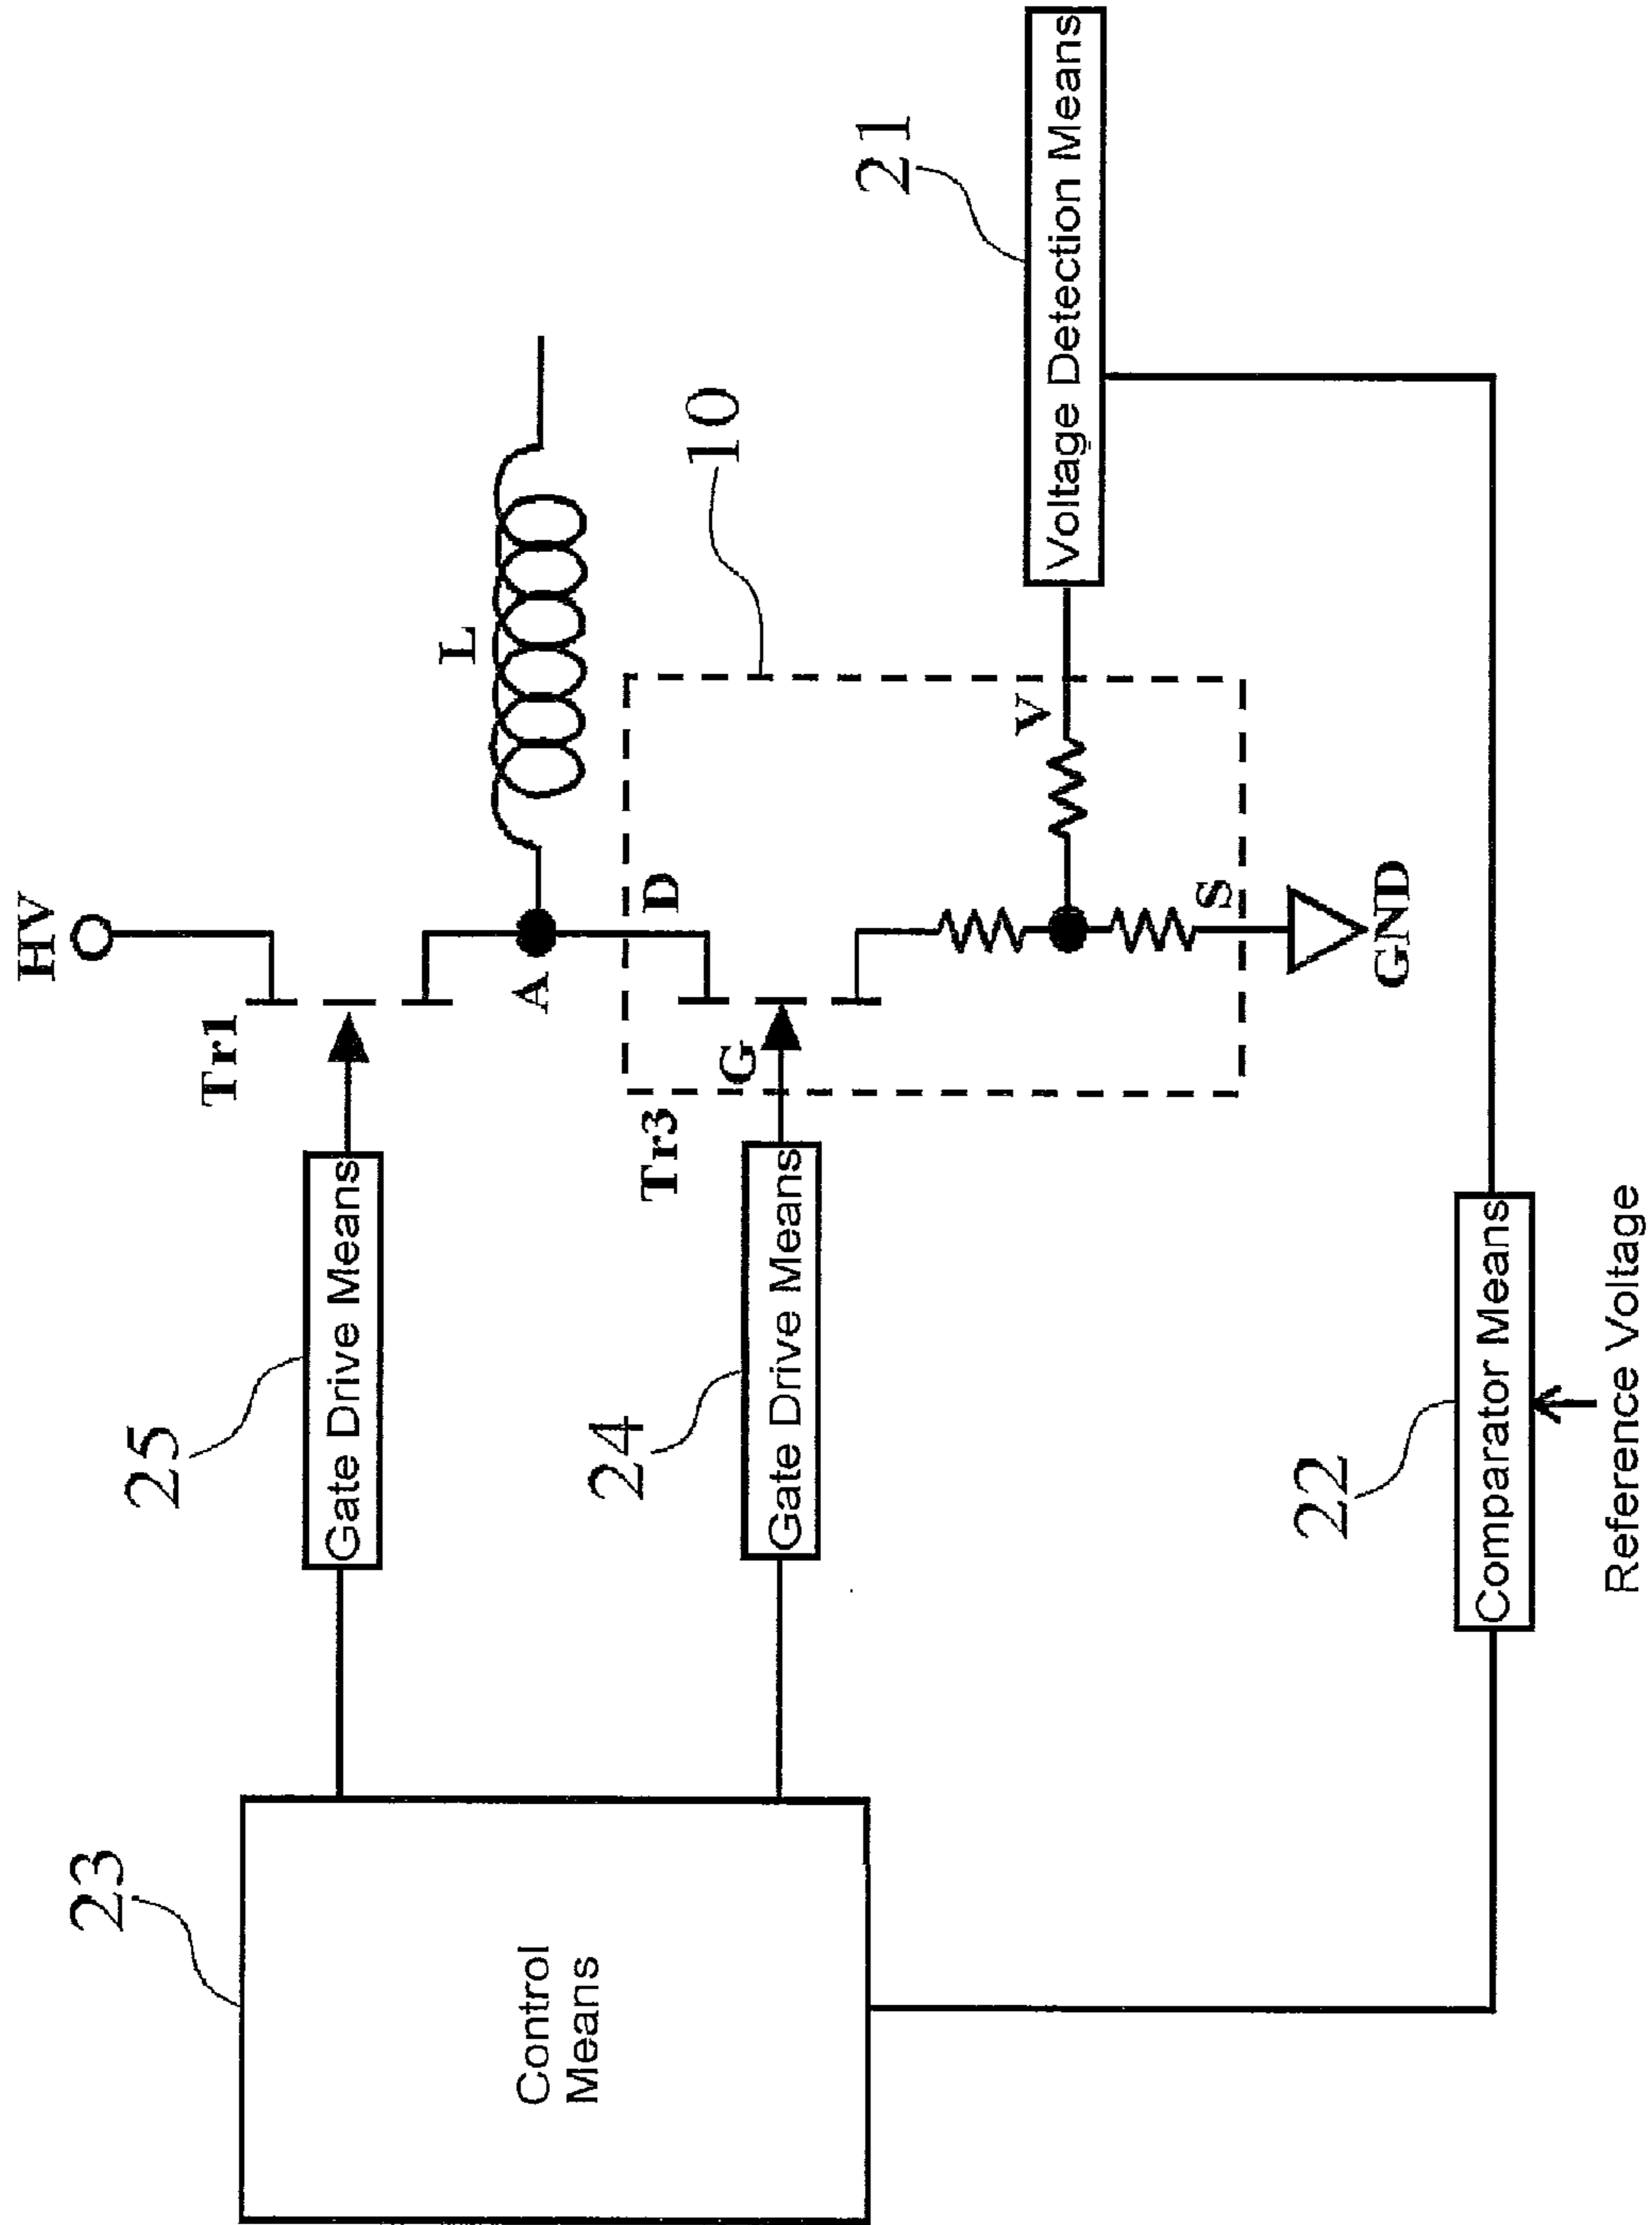 HV
Tr1
25
Gate Drive Means
A
L
D
10
G
Tr3
24
Gate Drive Means
23
Control
Means
V
21
Voltage Detection Means
S
GND
22
Comparator Means
Reference Voltage